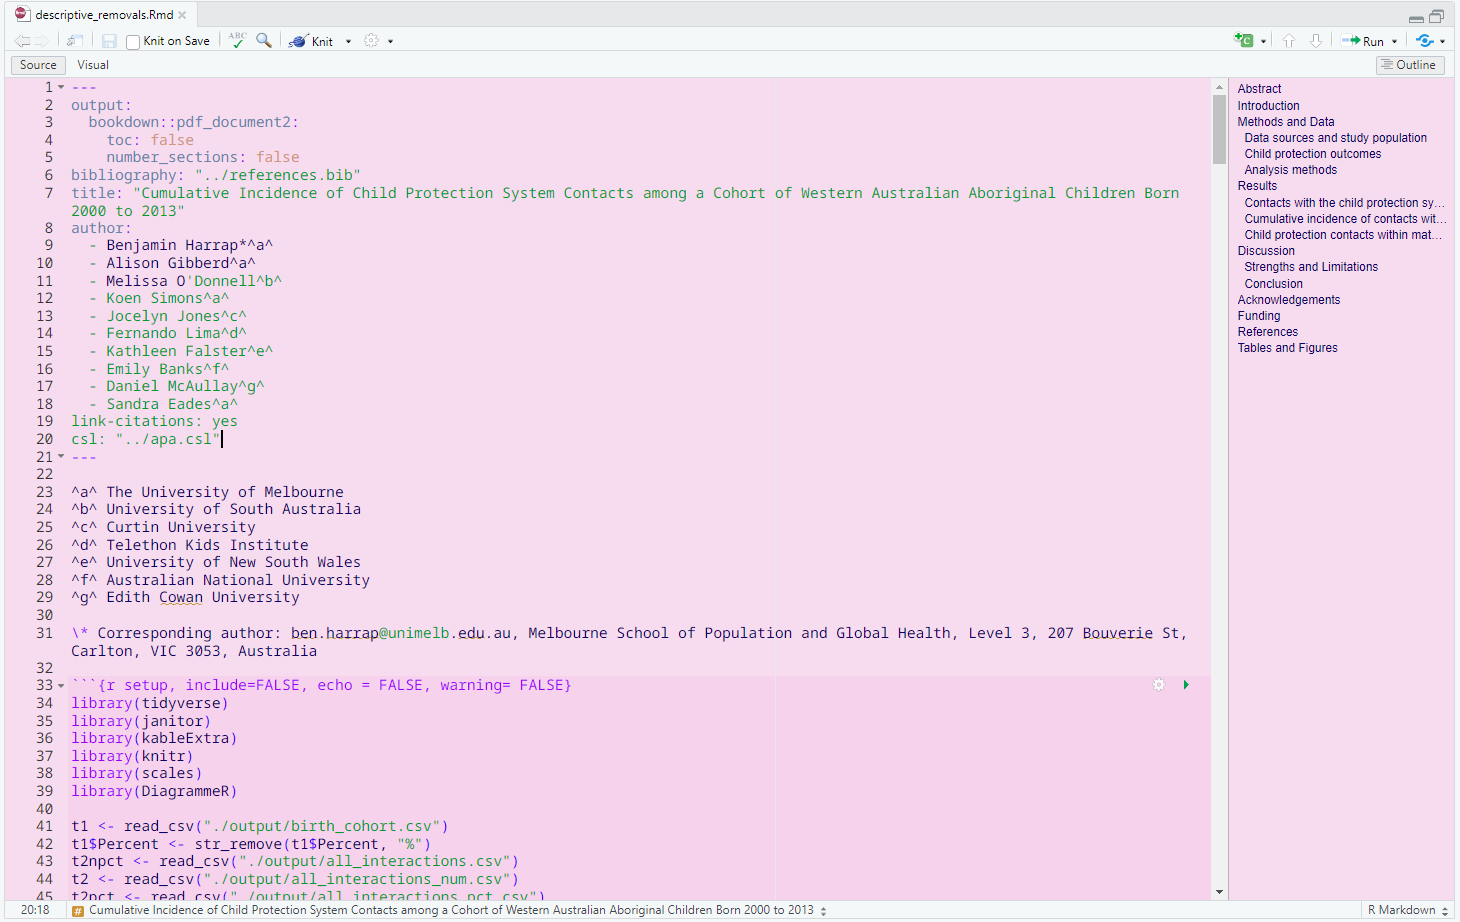 descriptive_removals.Rmd
Knit on Save
ABC
Knit
Run
Source
Visual
Outline
1 ---
2 output:
3 bookdown::pdf_document2:
4 toc: false
5 number_sections: false
6 bibliography: "../references.bib"
7 title: "Cumulative Incidence of Child Protection System Contacts among a Cohort of Western Australian Aboriginal Children Born
2000 to 2013"
8 author:
9 - Benjamin Harrap*^a^
10 - Alison Gibberd^a^
11 - Melissa O'Donnell^b^
12 - Koen Simons^a^
13 - Jocelyn Jones^c^
14 - Fernando Lima^d^
15 - Kathleen Falster^e^
16 - Emily Banks^f^
17 - Daniel McAullay^g^
18 - Sandra Eades^a^
19 link-citations: yes
20 csl: "../apa.csl"
21 ---
22
23 ^a^ The University of Melbourne
24 ^b^ University of South Australia
25 ^c^ Curtin University
26 ^d^ Telethon Kids Institute
27 ^e^ University of New South Wales
28 ^f^ Australian National University
29 ^g^ Edith Cowan University
30
31 \* Corresponding author: ben.harrap@unimelb.edu.au, Melbourne School of Population and Global Health, Level 3, 207 Bouverie St,
Carlton, VIC 3053, Australia
32
33 ```{r setup, include=FALSE, echo = FALSE, warning= FALSE}
34 library(tidyverse)
35 library(janitor)
36 library(kableExtra)
37 library(knitr)
38 library(scales)
39 library(DiagrammeR)
40
41 t1 <- read_csv("./output/birth_cohort.csv")
42 t1$Percent <- str_remove(t1$Percent, "%")
43 t2npct <- read_csv("./output/all_interactions.csv")
44 t2 <- read_csv("./output/all_interactions_num.csv")
45 t2pct <- read_csv("./output/all_interactions_pct.csv")
Abstract
Introduction
Methods and Data
Data sources and study population
Child protection outcomes
Analysis methods
Results
Contacts with the child protection sy...
Cumulative incidence of contacts wit...
Child protection contacts within mat...
Discussion
Strengths and Limitations
Conclusion
Acknowledgements
Funding
References
Tables and Figures
20:18
# Cumulative Incidence of Child Protection System Contacts among a Cohort of Western Australian Aboriginal Children Born 2000 to 2013
R Markdown